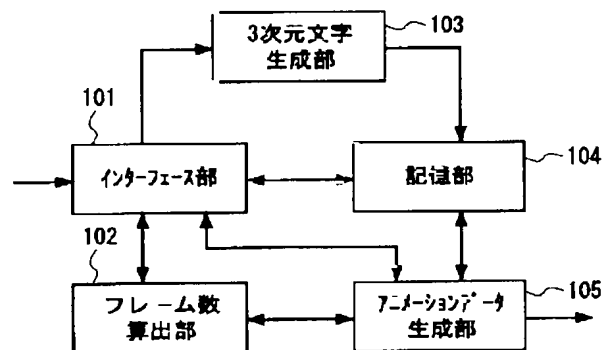 3次元文字
生成部
103
101
インターフェース部
記憶部
104
102
フレーム数
算出部
アニメーションデータ
生成部
105